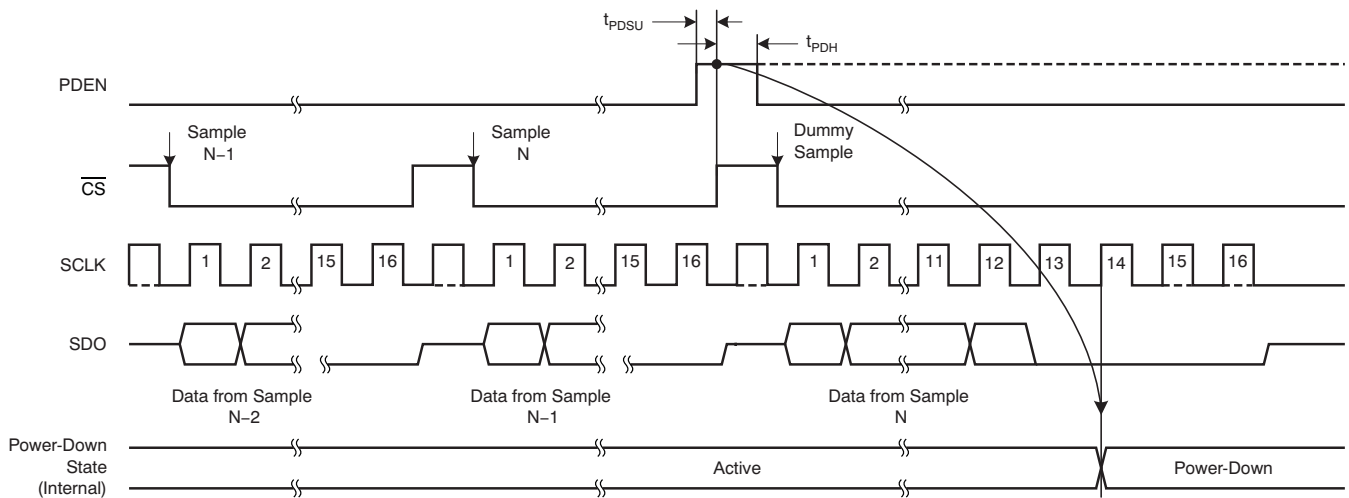 tPDSU
tPDH
PDEN
Sample
N−1
Sample
N
Dummy
Sample
CS
SCLK
1 2 15 16 1 2 15 16 1 2 11 12 13 14 15 16
SDO
Data from Sample
N−2
Data from Sample
N−1
Data from Sample
N
Power-Down
State
(Internal)
Active
Power-Down